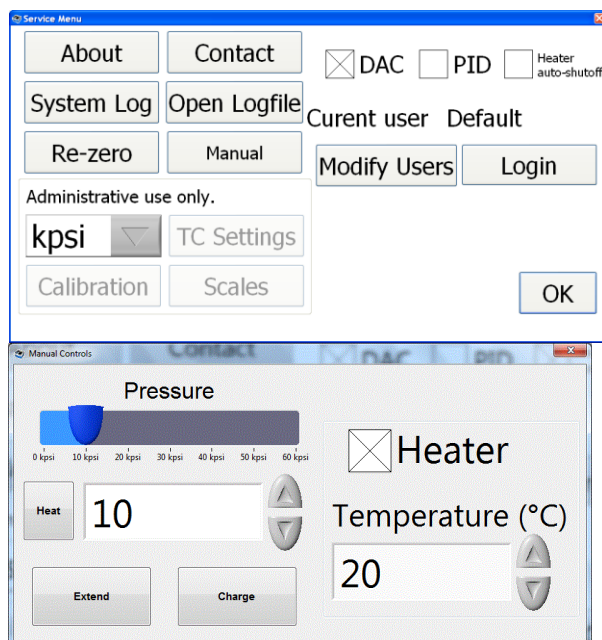 Service Menu
About
Contact
DAC
PID
Heater auto-shutoff
System Log
Open Logfile
Curent user Default
Re-zero
Manual
Modify Users
Login
Administrative use only.
kpsi
TC Settings
Calibration
Scales
OK
Manual Controls
Contact
DAC
PID
Pressure
0 kpsi 10 kpsi 20 kpsi 30 kpsi 40 kpsi 50 kpsi 60 kpsi
Heater
Heat
10
Temperature (°C)
20
Extend
Charge